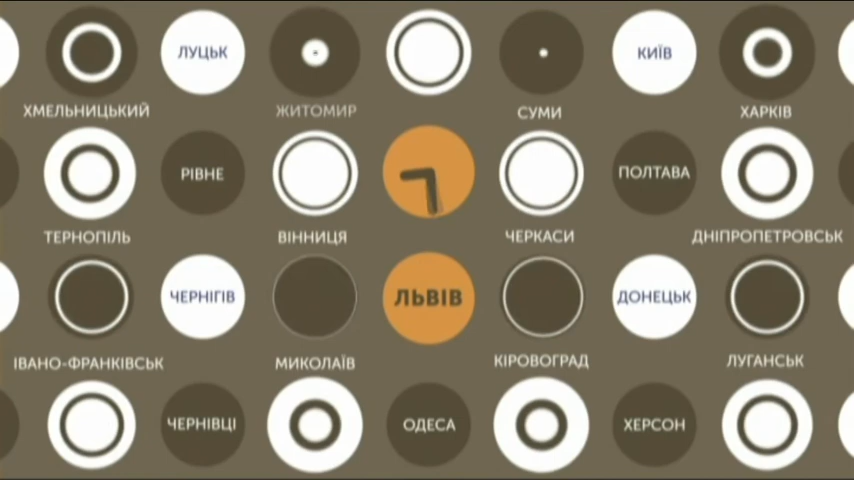 ЛУЦЬК
КИЇВ
ХМЕЛЬНИЦЬКИЙ
ЖИТОМИР
СУМИ
ХАРКІВ
РІВНЕ
ПОЛТАВА
ТЕРНОПІЛЬ
ВІННИЦЯ
ЧЕРКАСИ
ДНІПРОПЕТРОВСЬК
ЧЕРНІГІВ
ЛЬВІВ
ДОНЕЦЬК
ІВАНО-ФРАНКІВСЬК
МИКОЛАЇВ
КІРОВОГРАД
ЛУГАНСЬК
ЧЕРНІВЦІ
ОДЕСА
ХЕРСОН